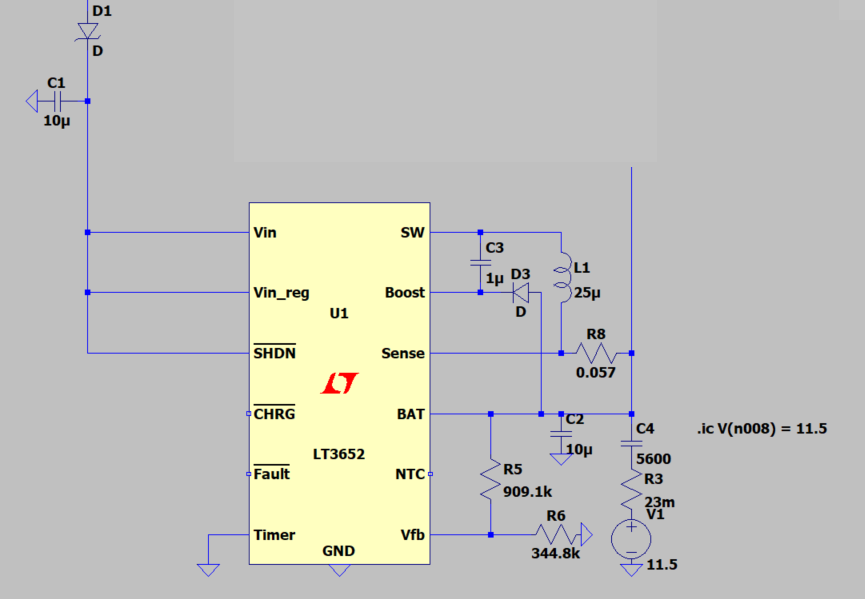 D1
D
C1
10µ
Vin
SW
C3
1µ
D3
L1
Vin_reg
Boost
25µ
U1
D
R8
SHDN
Sense
0.057
CHRG
BAT
C2
C4
.ic V(n008) = 11.5
10µ
5600
LT3652
Fault
NTC
R5
909.1k
R3
23m
V1
R6
Timer
Vfb
GND
344.8k
11.5